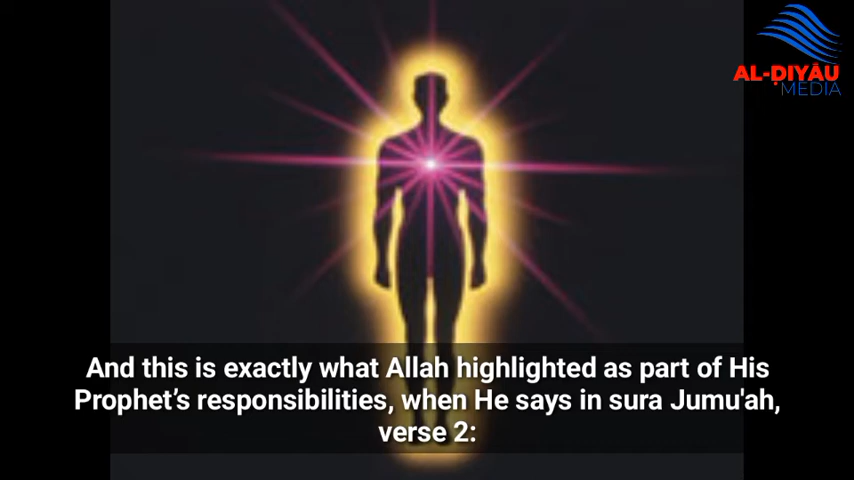 AL-ḌIYÂU
MEDIA
And this is exactly what Allah highlighted as part of His
Prophet’s responsibilities, when He says in sura Jumu'ah,
verse 2: